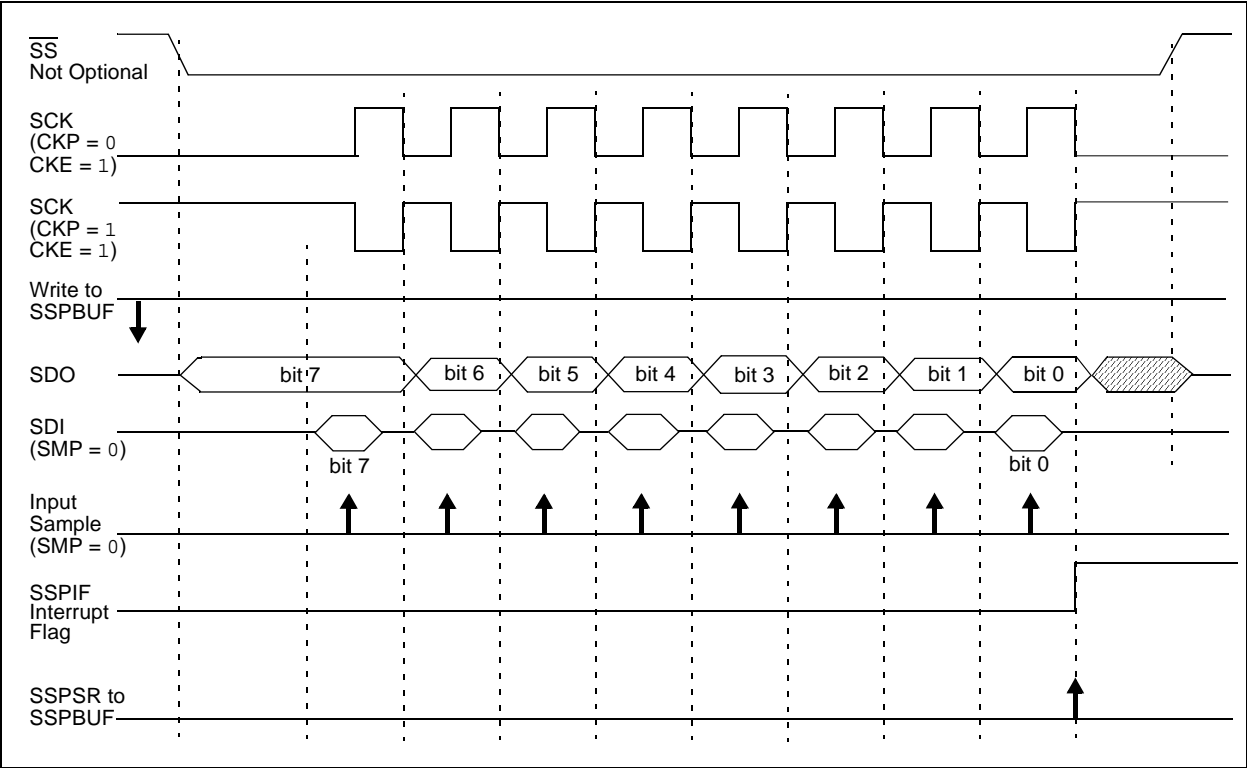 SS
Not Optional
SCK
(CKP = 0
CKE = 1)
SCK
(CKP = 1
CKE = 1)
Write to
SSPBUF
SDO
bit 7
bit 6
bit 5
bit 4
bit 3
bit 2
bit 1
bit 0
SDI
(SMP = 0)
bit 7
bit 0
Input
Sample
(SMP = 0)
SSPIF
Interrupt
Flag
SSPSR to
SSPBUF